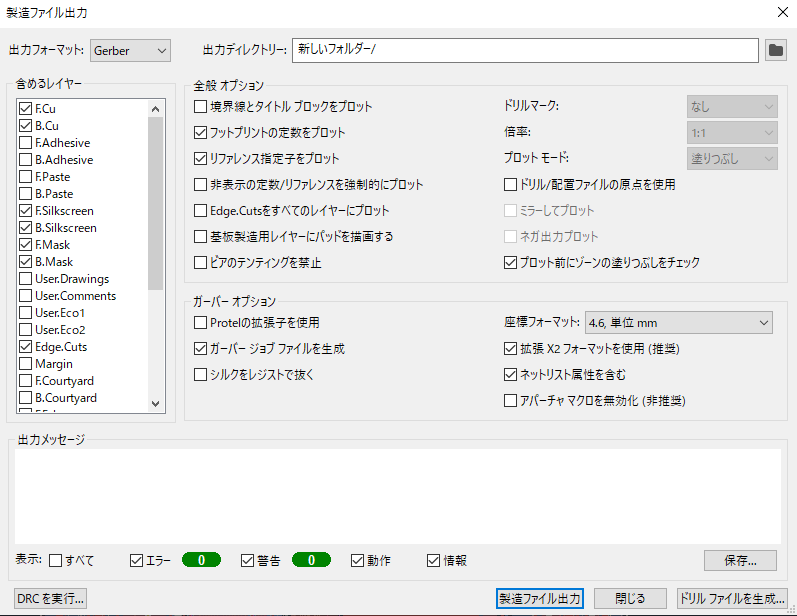 製造ファイル出力
出力フォーマット: Gerber 出力ディレクトリー: 新しいフォルダー/
含めるレイヤー
F.Cu
B.Cu
F.Adhesive
B.Adhesive
F.Paste
B.Paste
F.Silkscreen
B.Silkscreen
F.Mask
B.Mask
User.Drawings
User.Comments
User.Eco1
User.Eco2
Edge.Cuts
Margin
F.Courtyard
B.Courtyard
全般 オプション
境界線とタイトル ブロックをプロット ドリルマーク: なし
フットプリントの定数をプロット 倍率: 1:1
リファレンス指定子をプロット プロット モード: 塗りつぶし
非表示の定数/リファレンスを強制的にプロット ドリル/配置ファイルの原点を使用
Edge.Cutsをすべてのレイヤーにプロット ミラーしてプロット
基板製造用レイヤーにパッドを描画する ネガ出力プロット
ビアのテンティングを禁止 プロット前にゾーンの塗りつぶしをチェック
ガーバー オプション
Protelの拡張子を使用 座標フォーマット: 4.6, 単位 mm
ガーバー ジョブ ファイルを生成 拡張 X2 フォーマットを使用 (推奨)
シルクをレジストで抜く ネットリスト属性を含む
アパーチャ マクロを無効化 (非推奨)
出力メッセージ
表示: すべて エラー 0 警告 0 動作 情報 保存...
DRC を実行... 製造ファイル出力 閉じる ドリル ファイルを生成...